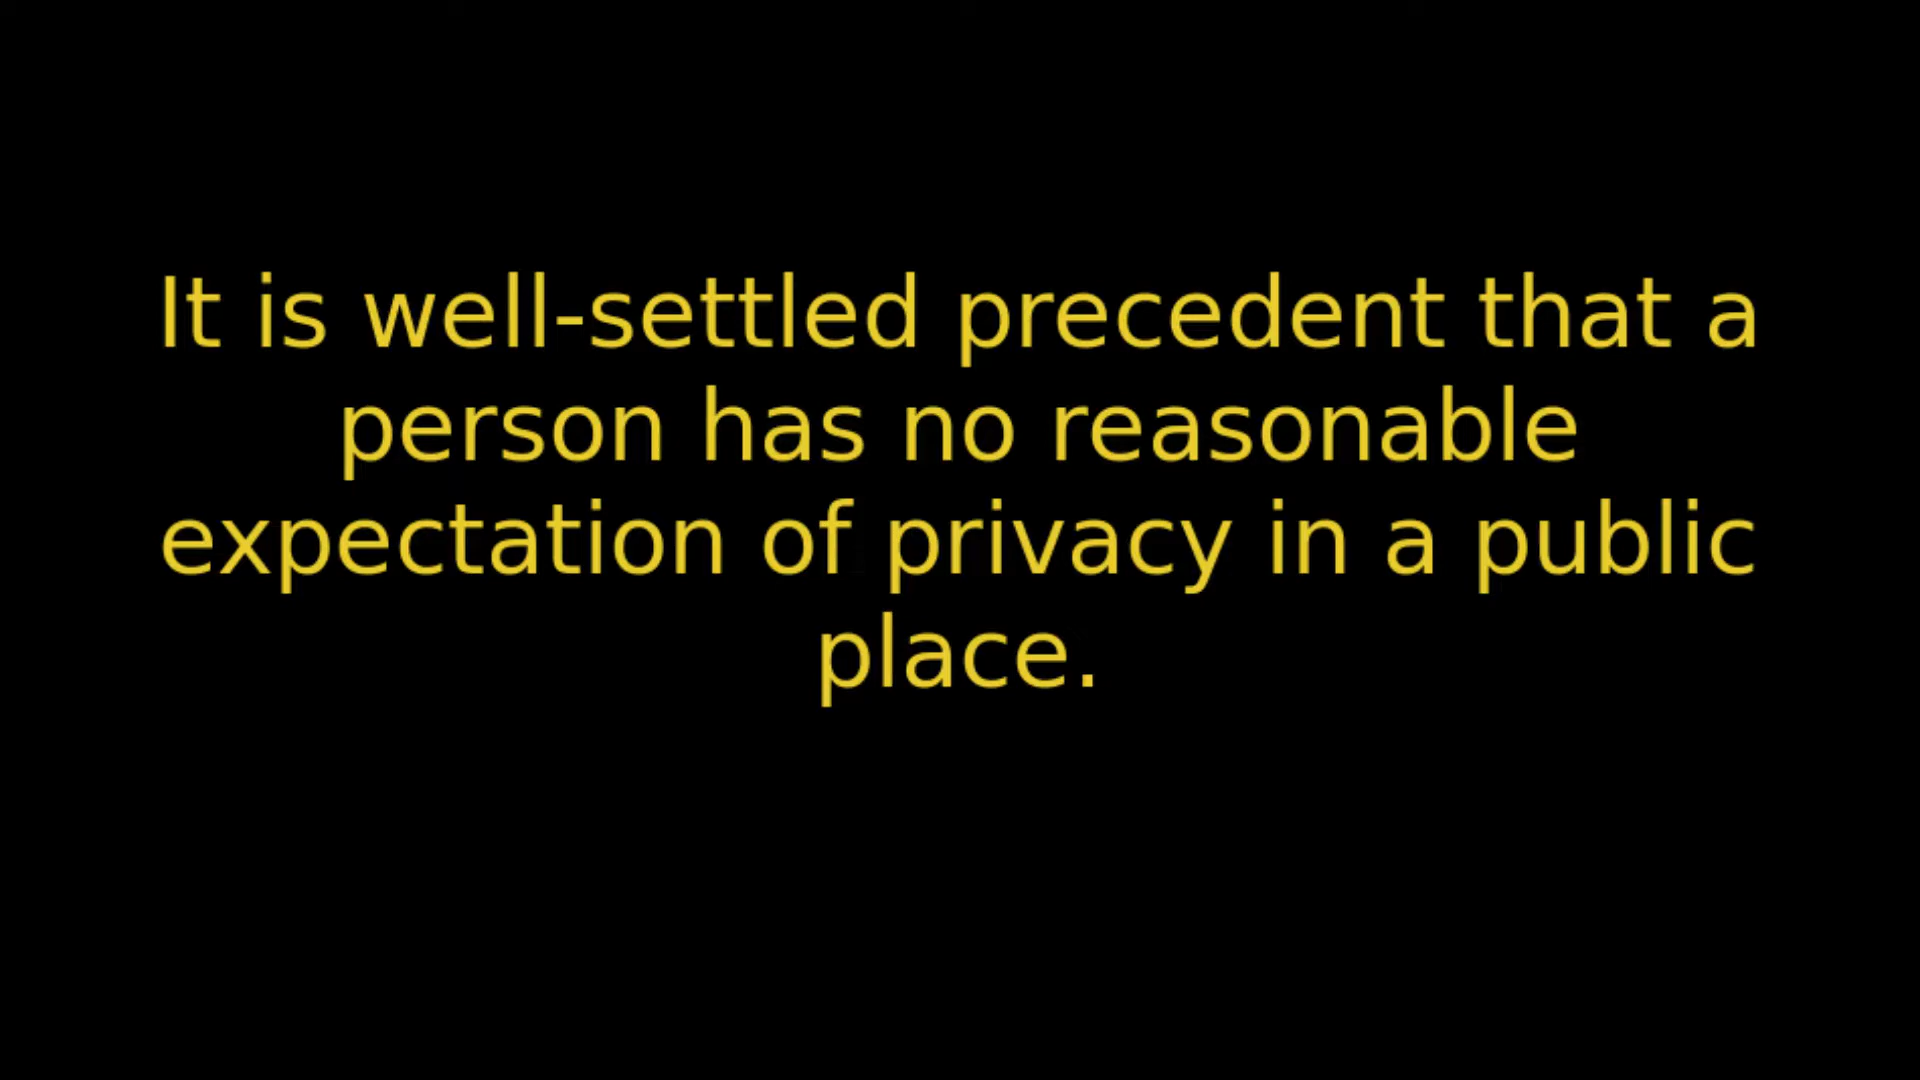 It is well-settled precedent that a
person has no reasonable
expectation of privacy in a public
place.